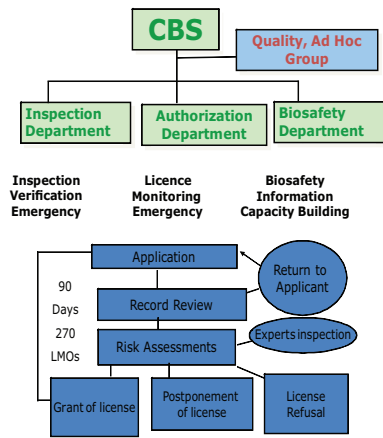 CBS
Quality, Ad Hoc
Group
Inspection
Department
Authorization
Department
Biosafety
Department
Inspection
Verification
Emergency
Licence
Monitoring
Emergency
Biosafety
Information
Capacity Building
Application
Return to
Applicant
90
Days
270
LMOs
Record Review
Experts inspection
Risk Assessments
Grant of license
Postponement
of license
License
Refusal